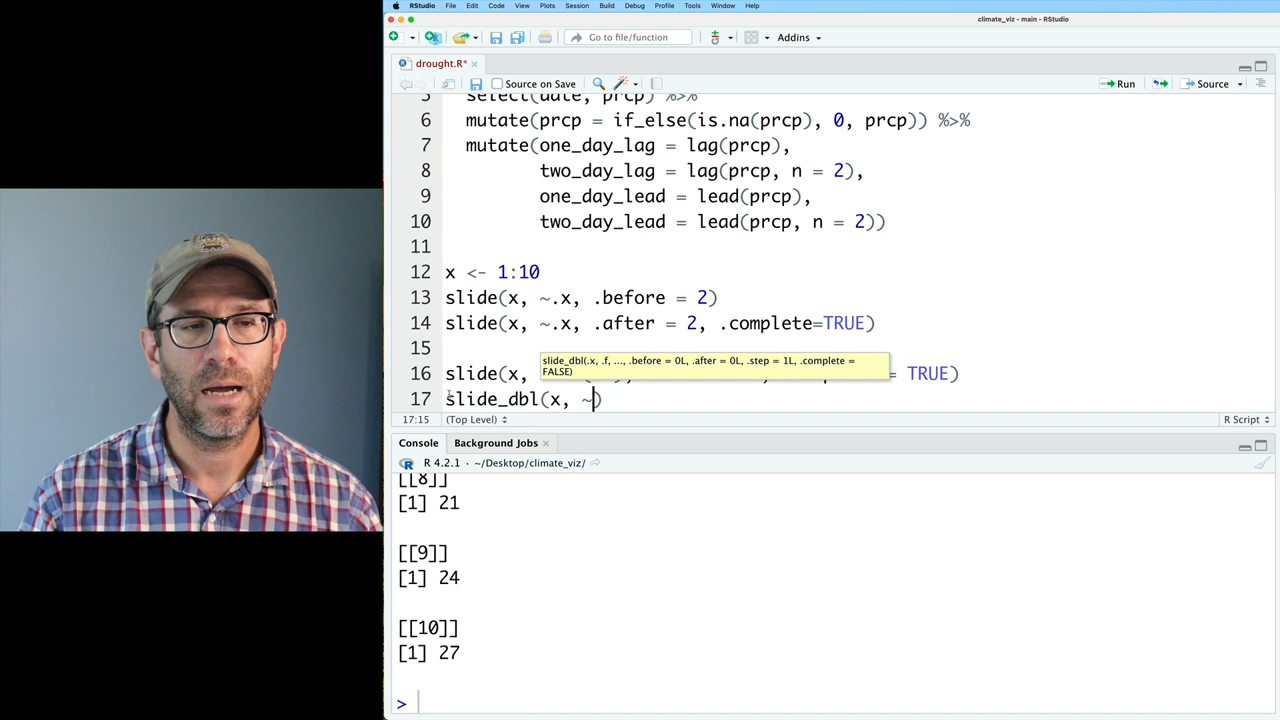 RStudio File Edit Code View Plots Session Build Debug Profile Tools Window Help
climate_viz - main - RStudio
Go to file/function Addins
drought.R*
Source on Save Run Source
5 select(date, prcp) %>%
6 mutate(prcp = if_else(is.na(prcp), 0, prcp)) %>%
7 mutate(one_day_lag = lag(prcp),
8 two_day_lag = lag(prcp, n = 2),
9 one_day_lead = lead(prcp),
10 two_day_lead = lead(prcp, n = 2))
11
12 x <- 1:10
13 slide(x, ~.x, .before = 2)
14 slide(x, ~.x, .after = 2, .complete=TRUE)
15
slide_dbl(.x, .f, ..., .before = 0L, .after = 0L, .step = 1L, .complete =
FALSE)
16 slide(x, = TRUE)
17 slide_dbl(x, ~)
17:15 (Top Level) R Script
Console Background Jobs
R 4.2.1 · ~/Desktop/climate_viz/
[[8]]
[1] 21
[[9]]
[1] 24
[[10]]
[1] 27
>